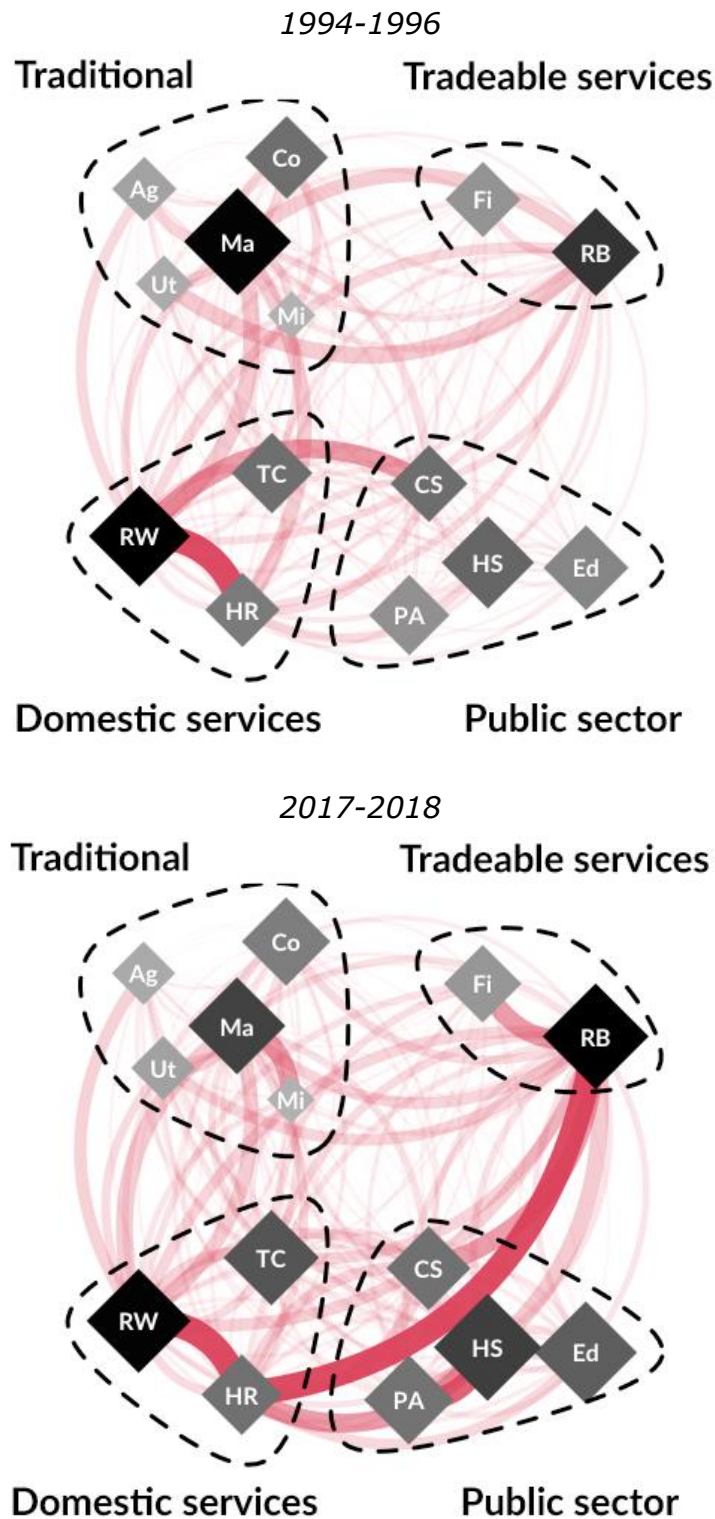 1994-1996
Traditional
Tradeable services
Co
Ag
Fi
Ma
RB
Ut
Mi
TC
CS
RW
HS
Ed
HR
PA
Domestic services
Public sector
2017-2018
Traditional
Tradeable services
Co
Ag
Fi
Ma
RB
Ut
Mi
TC
CS
RW
HS
Ed
HR
PA
Domestic services
Public sector